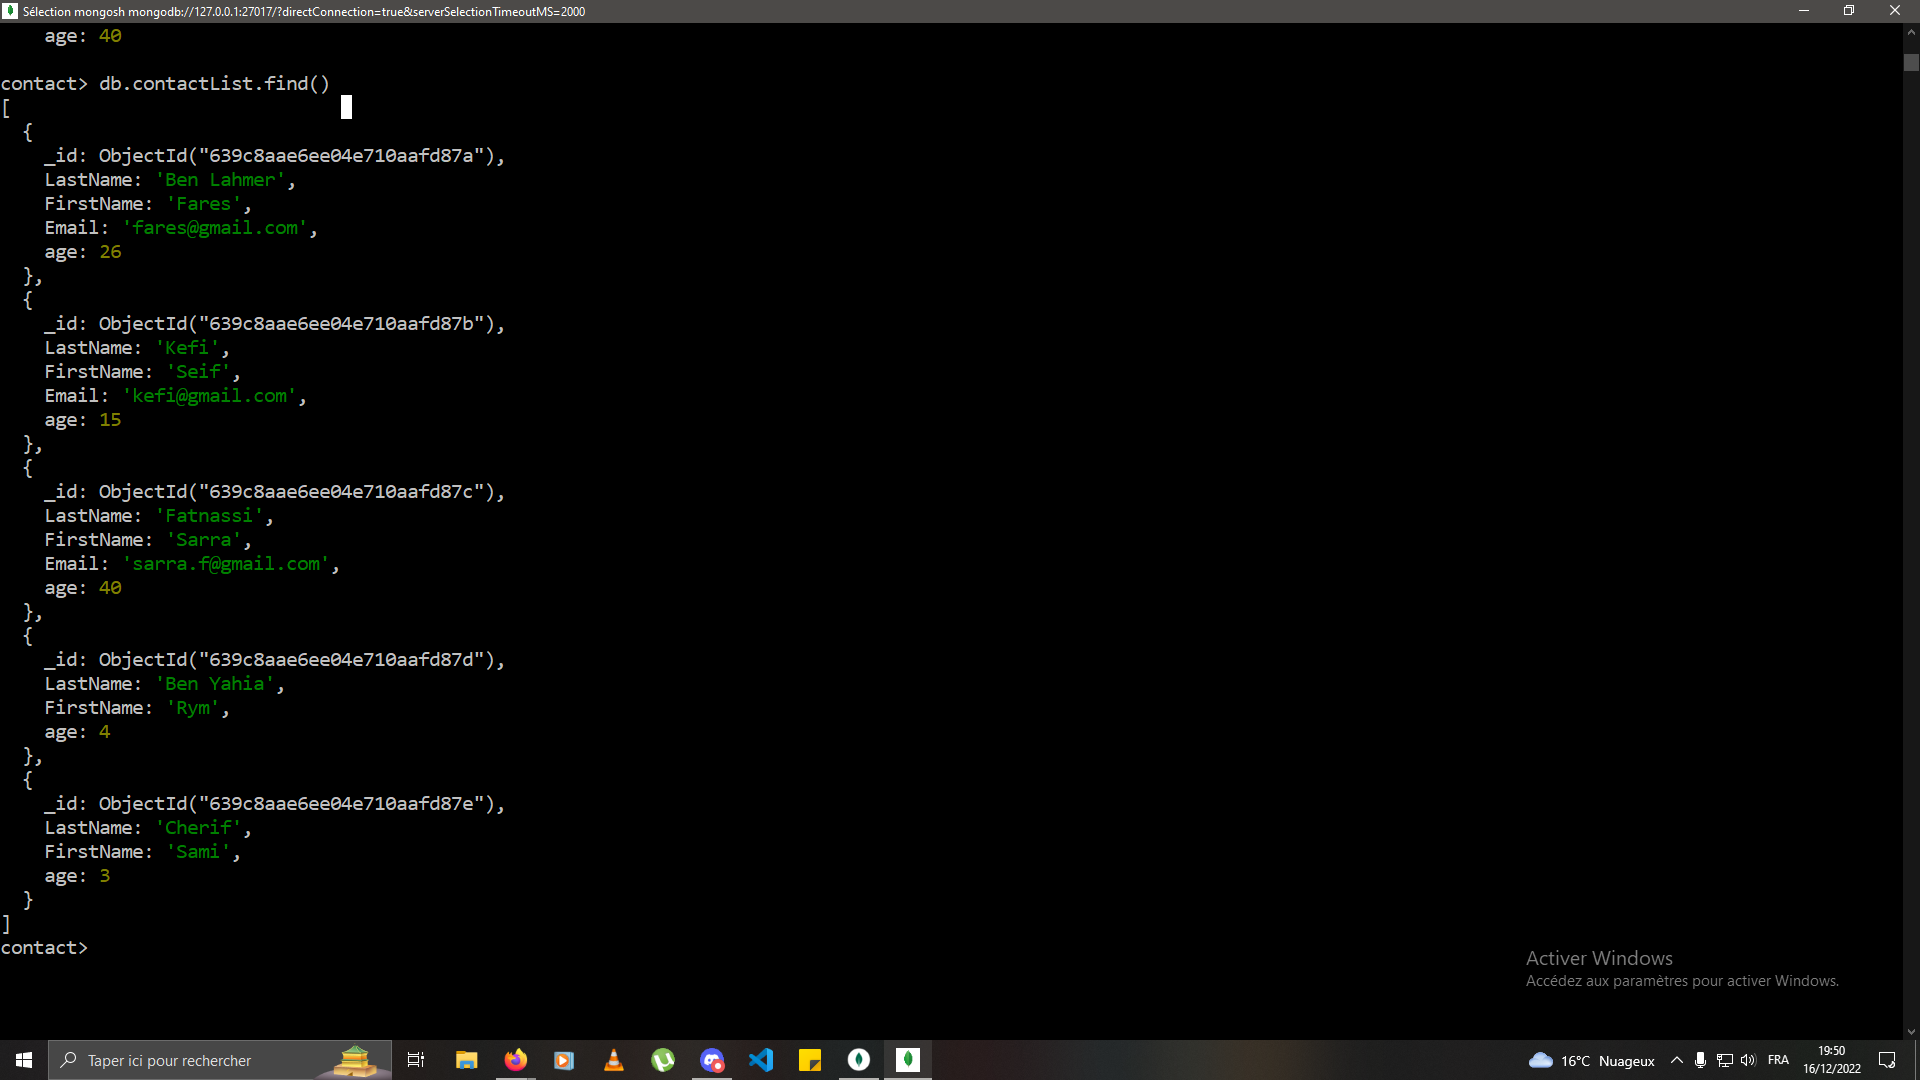 Sélection mongosh mongodb://127.0.0.1:27017/?directConnection=true&serverSelectionTimeoutMS=2000
age: 40
contact> db.contactList.find()
[
{
_id: ObjectId("639c8aae6ee04e710aafd87a"),
LastName: 'Ben Lahmer',
FirstName: 'Fares',
Email: 'fares@gmail.com',
age: 26
},
{
_id: ObjectId("639c8aae6ee04e710aafd87b"),
LastName: 'Kefi',
FirstName: 'Seif',
Email: 'kefi@gmail.com',
age: 15
},
{
_id: ObjectId("639c8aae6ee04e710aafd87c"),
LastName: 'Fatnassi',
FirstName: 'Sarra',
Email: 'sarra.f@gmail.com',
age: 40
},
{
_id: ObjectId("639c8aae6ee04e710aafd87d"),
LastName: 'Ben Yahia',
FirstName: 'Rym',
age: 4
},
{
_id: ObjectId("639c8aae6ee04e710aafd87e"),
LastName: 'Cherif',
FirstName: 'Sami',
age: 3
}
]
contact>
Activer Windows
Accédez aux paramètres pour activer Windows.
Taper ici pour rechercher
16°C Nuageux
FRA
19:50
16/12/2022